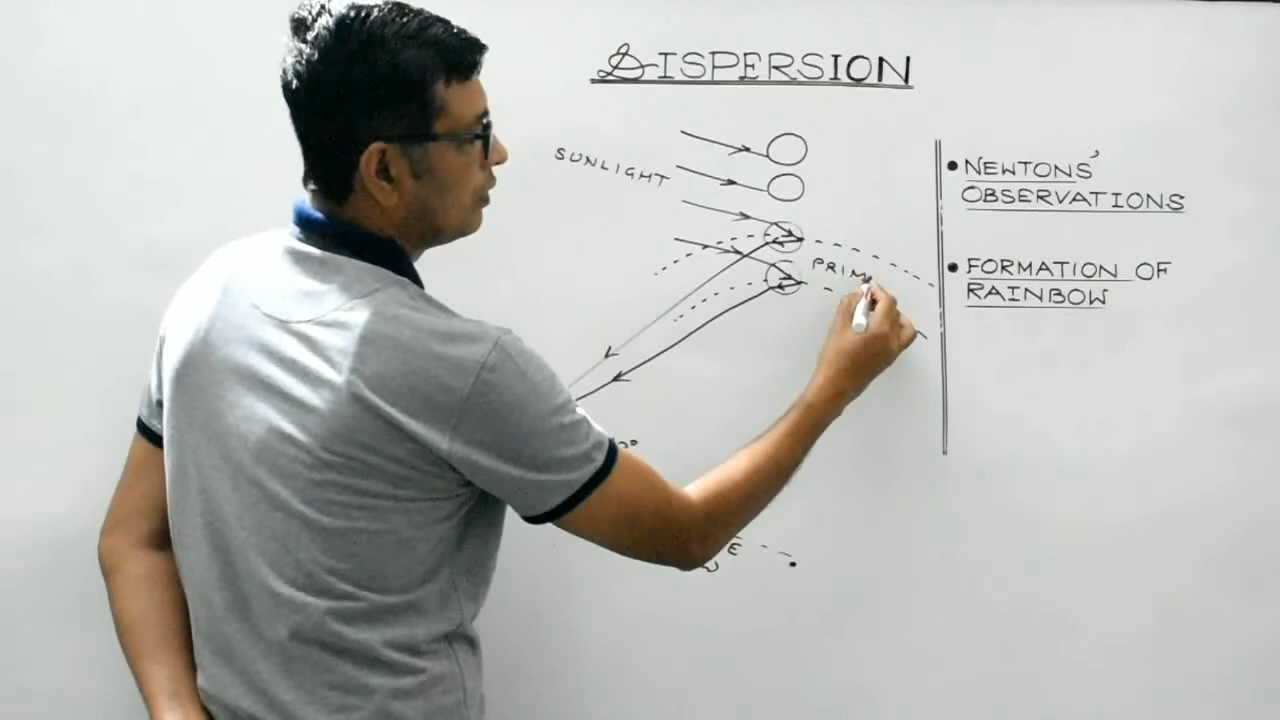 DISPERSION
SUNLIGHT
PRIM
• NEWTONS'
OBSERVATIONS
• FORMATION OF
RAINBOW